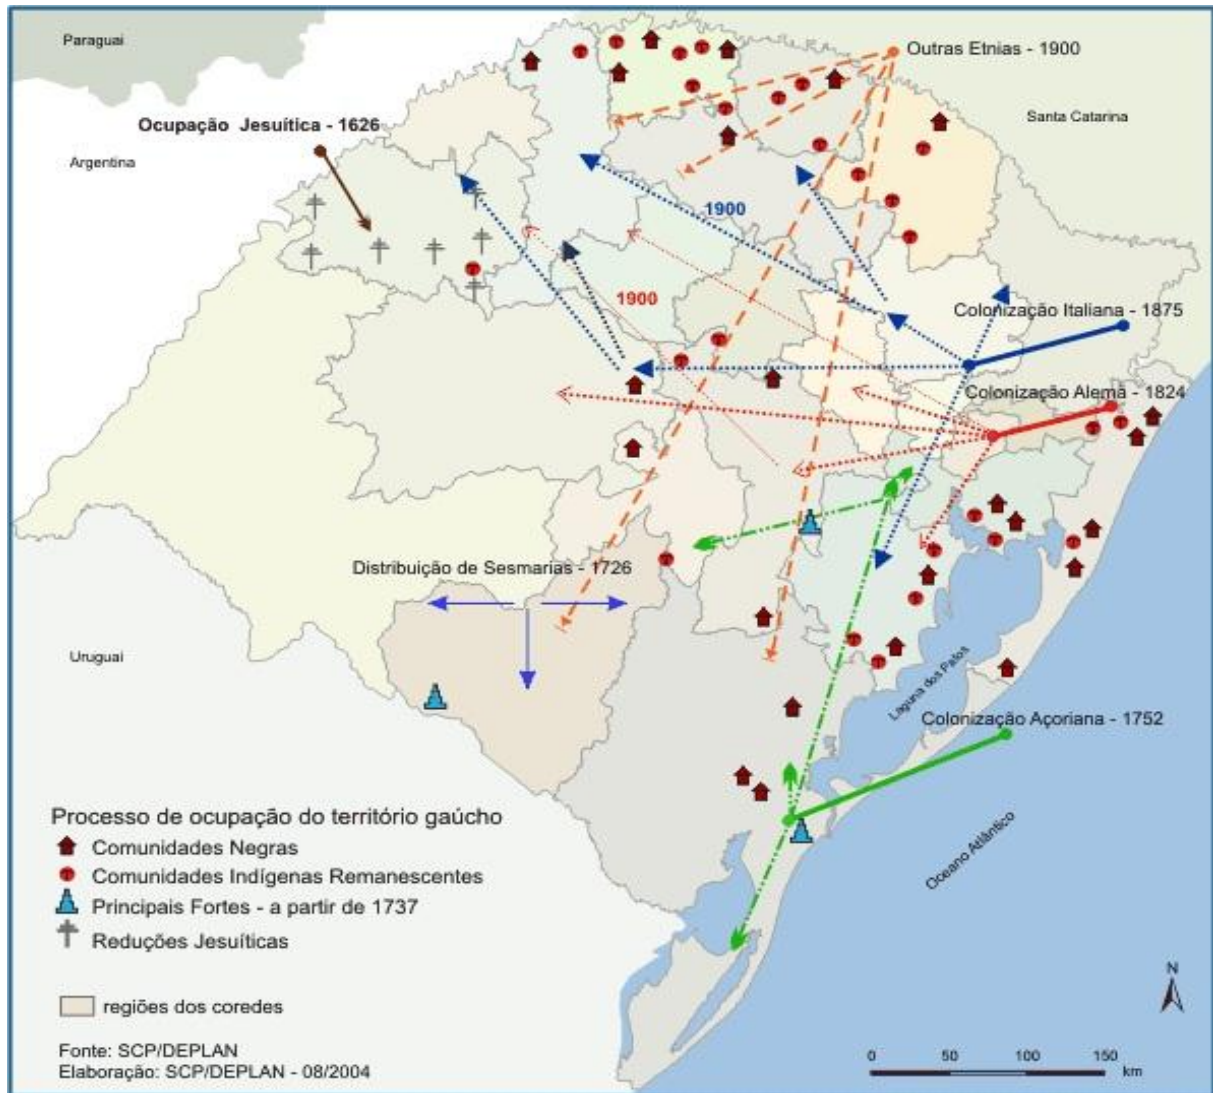 Paraguai
Outras Etnias - 1900
Ocupação Jesuítica - 1626
Santa Catarina
Argentina
1900
1900
Colonização Italiana - 1875
Colonização Alemã - 1824
Distribuição de Sesmarias - 1726
Uruguai
Laguna dos Patos
Colonização Açoriana - 1752
Oceano Atlântico
Processo de ocupação do território gaúcho
Comunidades Negras
Comunidades Indígenas Remanescentes
Principais Fortes - a partir de 1737
Reduções Jesuíticas
regiões dos coredes
Fonte: SCP/DEPLAN
Elaboração: SCP/DEPLAN - 08/2004
N
0 50 100 150
km